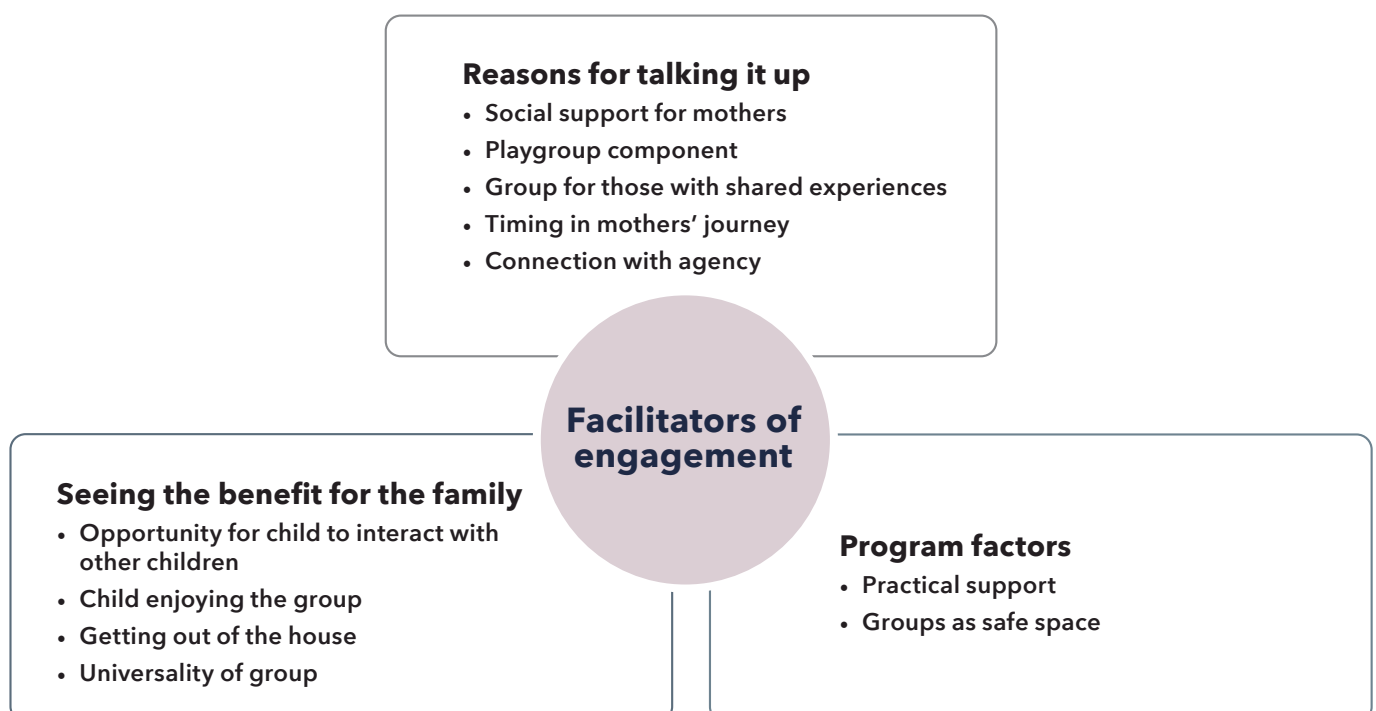 Reasons for talking it up
• Social support for mothers
• Playgroup component
• Group for those with shared experiences
• Timing in mothers’ journey
• Connection with agency
Facilitators of
engagement
Seeing the benefit for the family
• Opportunity for child to interact with
other children
• Child enjoying the group
• Getting out of the house
• Universality of group
Program factors
• Practical support
• Groups as safe space